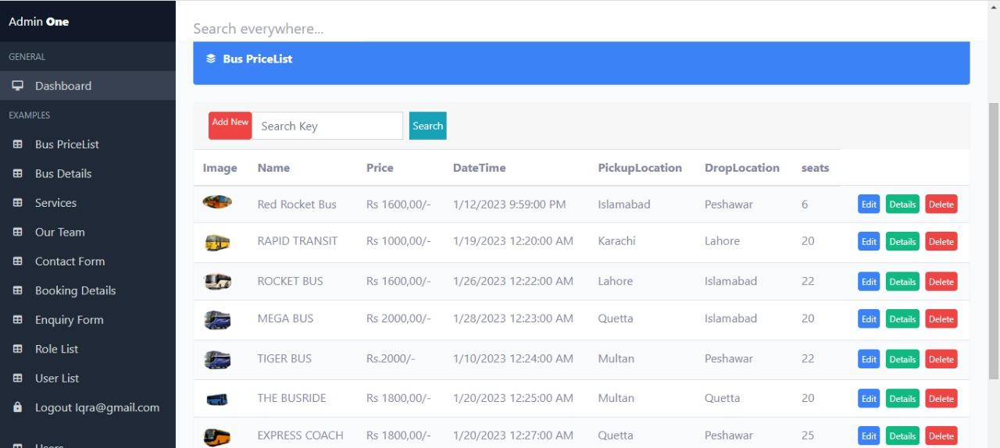 Admin One
GENERAL
Dashboard
EXAMPLES
Bus PriceList
Bus Details
Services
Our Team
Contact Form
Booking Details
Enquiry Form
Role List
User List
Logout Iqra@gmail.com
Users
Search everywhere...
Bus PriceList
Add New Search Key Search
Image Name Price DateTime PickupLocation DropLocation seats
Red Rocket Bus Rs 1600,00/- 1/12/2023 9:59:00 PM Islamabad Peshawar 6 Edit Details Delete
RAPID TRANSIT Rs 1000,00/- 1/19/2023 12:20:00 AM Karachi Lahore 20 Edit Details Delete
ROCKET BUS Rs 1600,00/- 1/26/2023 12:22:00 AM Lahore Islamabad 22 Edit Details Delete
MEGA BUS Rs 2000,00/- 1/28/2023 12:23:00 AM Quetta Islamabad 20 Edit Details Delete
TIGER BUS Rs.2000/- 1/10/2023 12:24:00 AM Multan Peshawar 22 Edit Details Delete
THE BUSRIDE Rs 1800,00/- 1/20/2023 12:25:00 AM Multan Quetta 20 Edit Details Delete
EXPRESS COACH Rs 1800,00/- 1/20/2023 12:27:00 AM Quetta Peshawar 25 Edit Details Delete